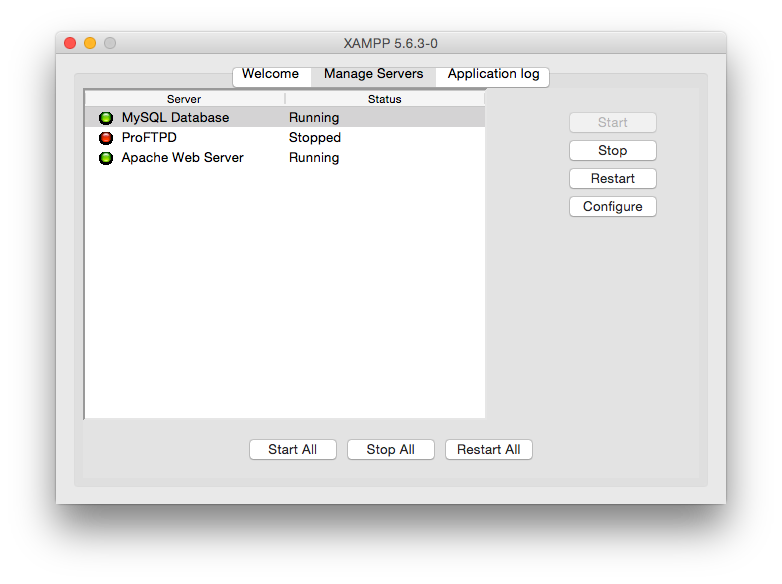 XAMPP 5.6.3-0
Welcome Manage Servers Application log
Server Status
MySQL Database Running
ProFTPD Stopped
Apache Web Server Running
Start
Stop
Restart
Configure
Start All Stop All Restart All